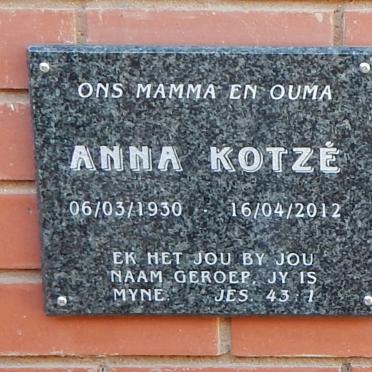 ONS MAMMA EN OUMA
ANNA KOTZÉ
06/03/1930 - 16/04/2012
EK HET JOU BY JOU
NAAM GEROEP, JY IS
MYNE. JES. 43:1